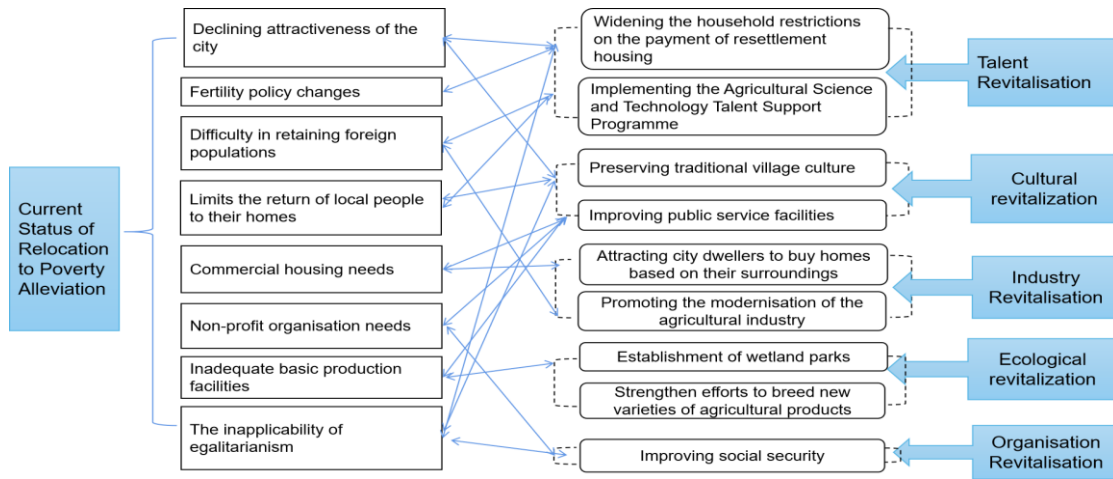 Current
Status of
Relocation
to Poverty
Alleviation
Declining attractiveness of the
city
Fertility policy changes
Difficulty in retaining foreign
populations
Limits the return of local people
to their homes
Commercial housing needs
Non-profit organisation needs
Inadequate basic production
facilities
The inapplicability of
egalitarianism
Widening the household restrictions
on the payment of resettlement
housing
Implementing the Agricultural Science
and Technology Talent Support
Programme
Preserving traditional village culture
Improving public service facilities
Attracting city dwellers to buy homes
based on their surroundings
Promoting the modernisation of the
agricultural industry
Establishment of wetland parks
Strengthen efforts to breed new
varieties of agricultural products
Improving social security
Talent
Revitalisation
Cultural
revitalization
Industry
Revitalisation
Ecological
revitalization
Organisation
Revitalisation